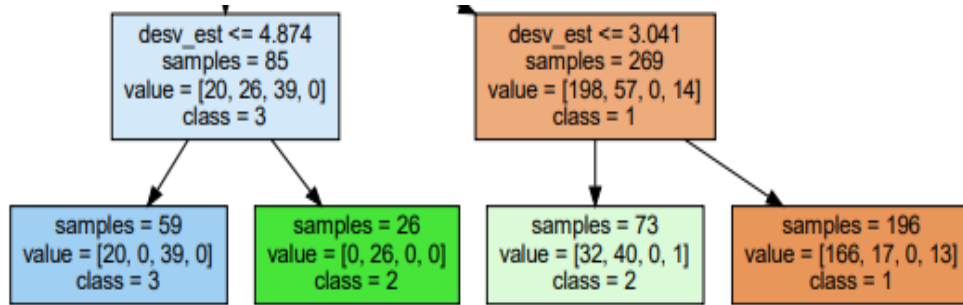 desv_est <= 4.874
samples = 85
value = [20, 26, 39, 0]
class = 3
desv_est <= 3.041
samples = 269
value = [198, 57, 0, 14]
class = 1
samples = 59
value = [20, 0, 39, 0]
class = 3
samples = 26
value = [0, 26, 0, 0]
class = 2
samples = 73
value = [32, 40, 0, 1]
class = 2
samples = 196
value = [166, 17, 0, 13]
class = 1